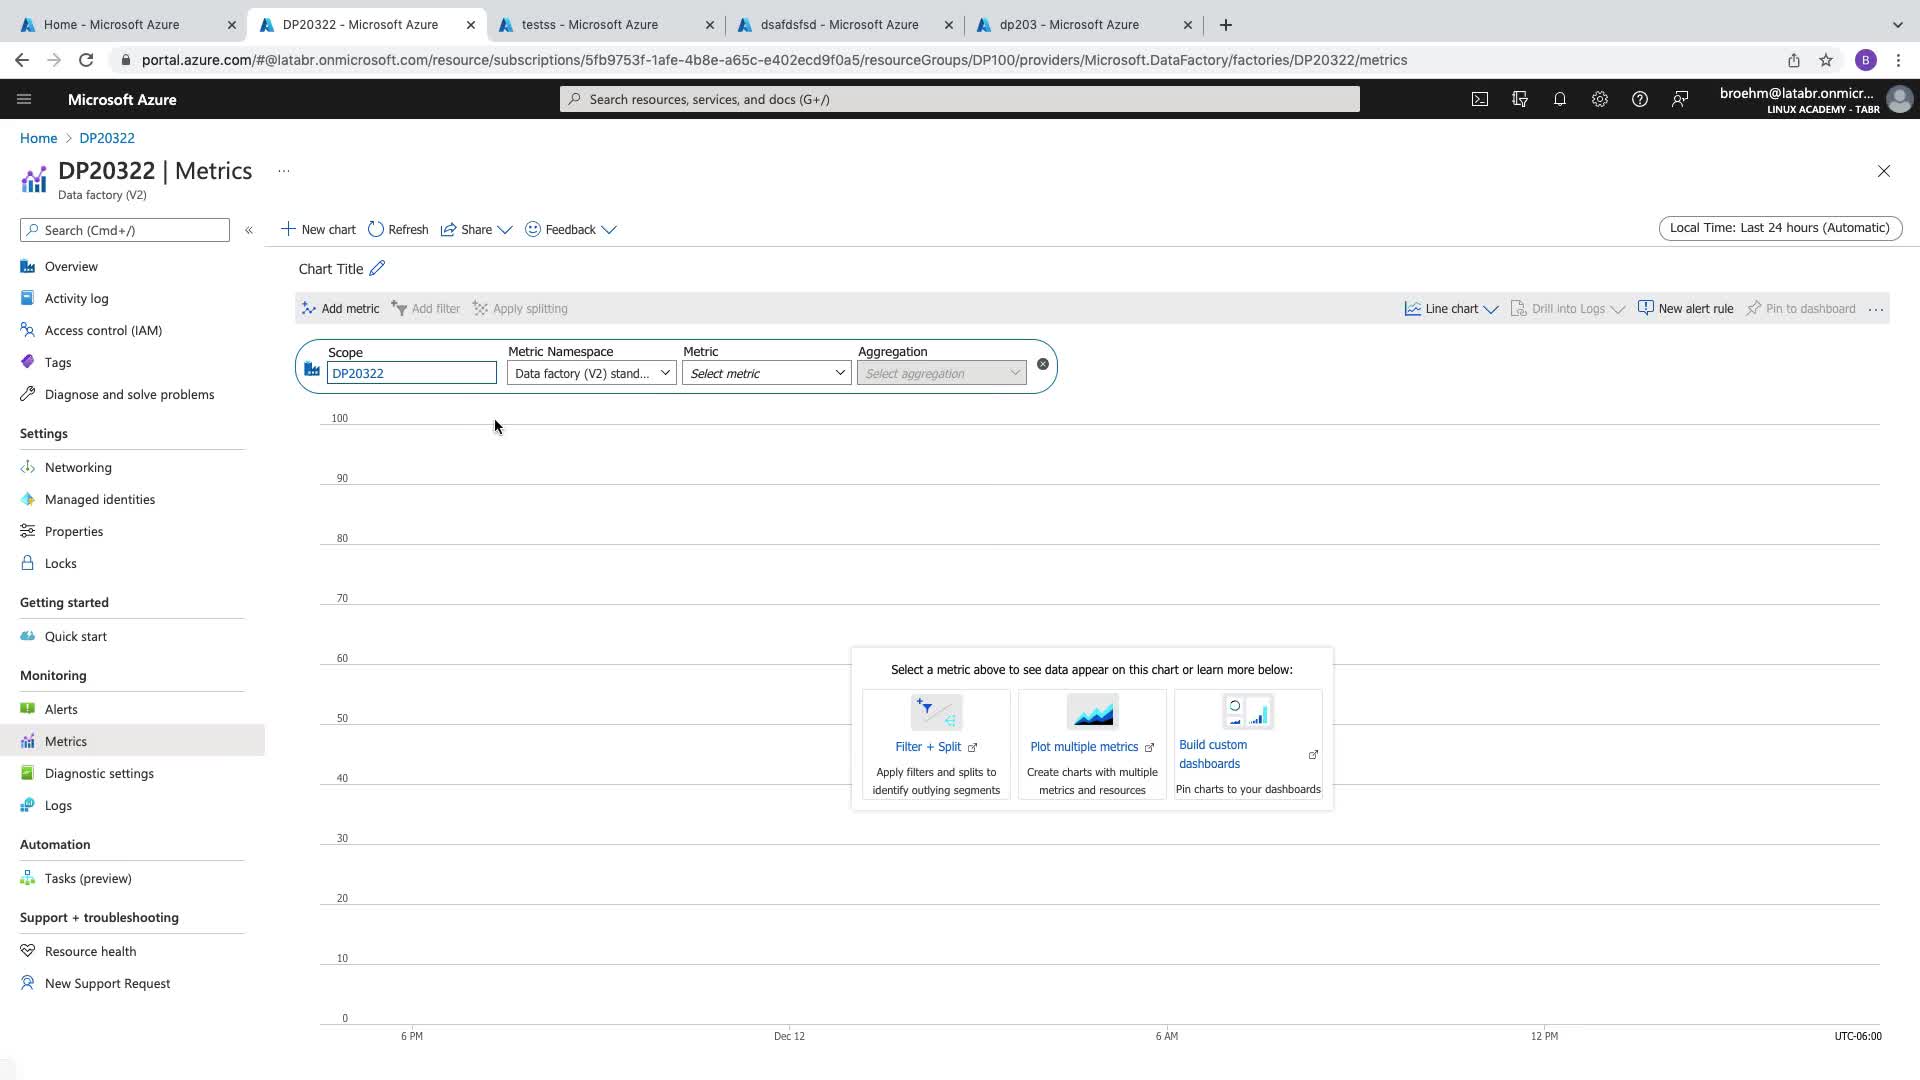 Home - Microsoft Azure
DP20322 - Microsoft Azure
testss - Microsoft Azure
dsafdsfsd - Microsoft Azure
dp203 - Microsoft Azure
portal.azure.com/#@latabr.onmicrosoft.com/resource/subscriptions/5fb9753f-1afe-4b8e-a65c-e402ecd9f0a5/resourceGroups/DP100/providers/Microsoft.DataFactory/factories/DP20322/metrics
B
Microsoft Azure
Search resources, services, and docs (G+/)
broehm@latabr.onmicr...
LINUX ACADEMY - TABR
Home > DP20322
DP20322 | Metrics ...
Data factory (V2)
Search (Cmd+/)
«
Overview
Activity log
Access control (IAM)
Tags
Diagnose and solve problems
Settings
Networking
Managed identities
Properties
Locks
Getting started
Quick start
Monitoring
Alerts
Metrics
Diagnostic settings
Logs
Automation
Tasks (preview)
Support + troubleshooting
Resource health
New Support Request
New chart
Refresh
Share
Feedback
Local Time: Last 24 hours (Automatic)
Chart Title
Add metric
Add filter
Apply splitting
Line chart
Drill into Logs
New alert rule
Pin to dashboard
...
Scope
DP20322
Metric Namespace
Data factory (V2) stand...
Metric
Select metric
Aggregation
Select aggregation
100
90
80
70
60
50
40
30
20
10
0
Select a metric above to see data appear on this chart or learn more below:
Filter + Split
Apply filters and splits to
identify outlying segments
Plot multiple metrics
Create charts with multiple
metrics and resources
Build custom
dashboards
Pin charts to your dashboards
6 PM
Dec 12
6 AM
12 PM
UTC-06:00